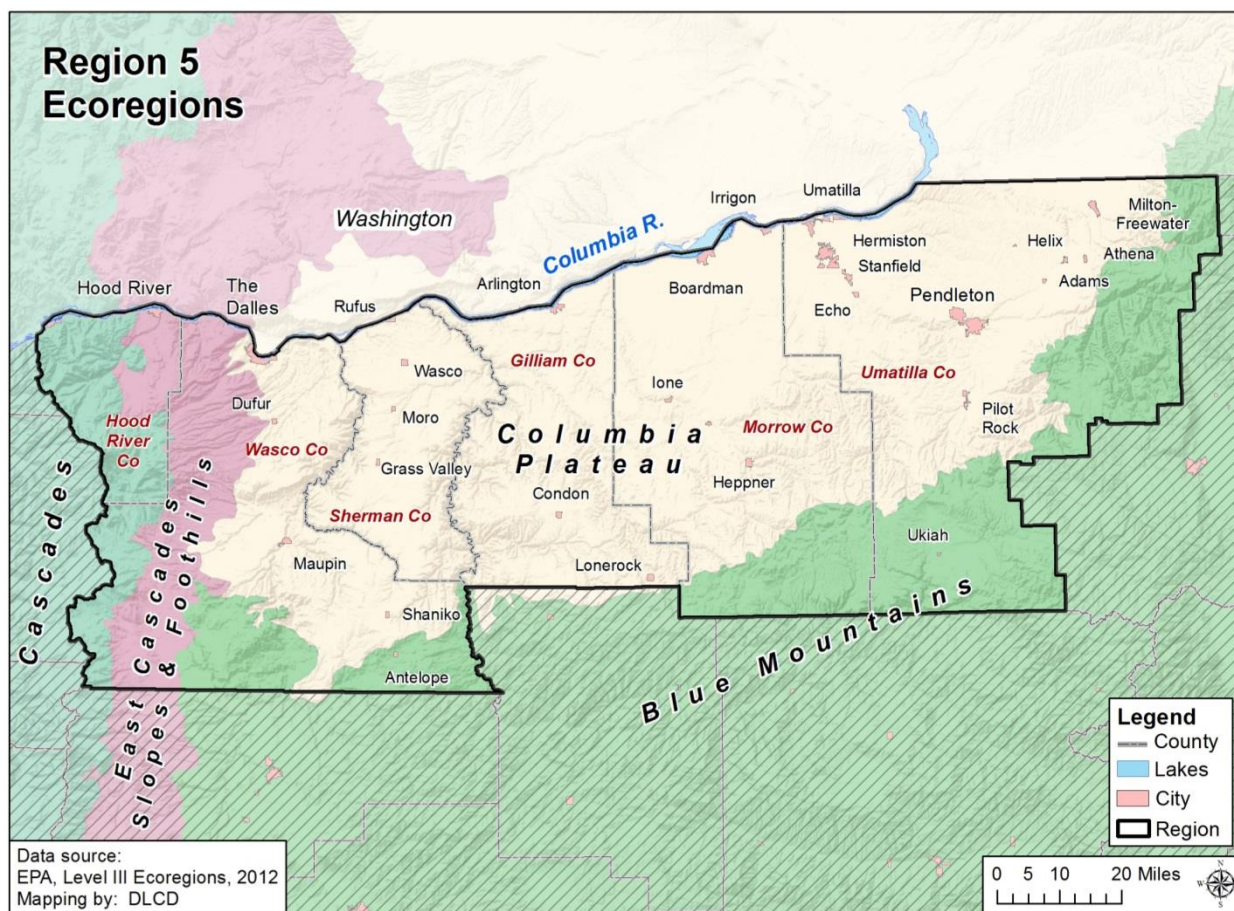 Region 5
Ecoregions
Washington
Columbia R.
Irrigon
Umatilla
Milton-
Freewater
Helix
Athena
Adams
Hermiston
Stanfield
Echo
Pendleton
Boardman
Arlington
Hood River
The
Dalles
Rufus
Wasco
Gilliam Co
Umatilla Co
Ione
Dufur
Moro
Hood
River
Co
Wasco Co
Grass Valley
Columbia
Plateau
Morrow Co
Pilot
Rock
Heppner
Condon
Sherman Co
Maupin
Lonerock
Ukiah
Shaniko
Antelope
Cascades
East Cascades
Slopes & Foothills
Blue Mountains
Legend
County
Lakes
City
Region
Data source:
EPA, Level III Ecoregions, 2012
Mapping by: DLCD
0 5 10 20 Miles
N
W E
S